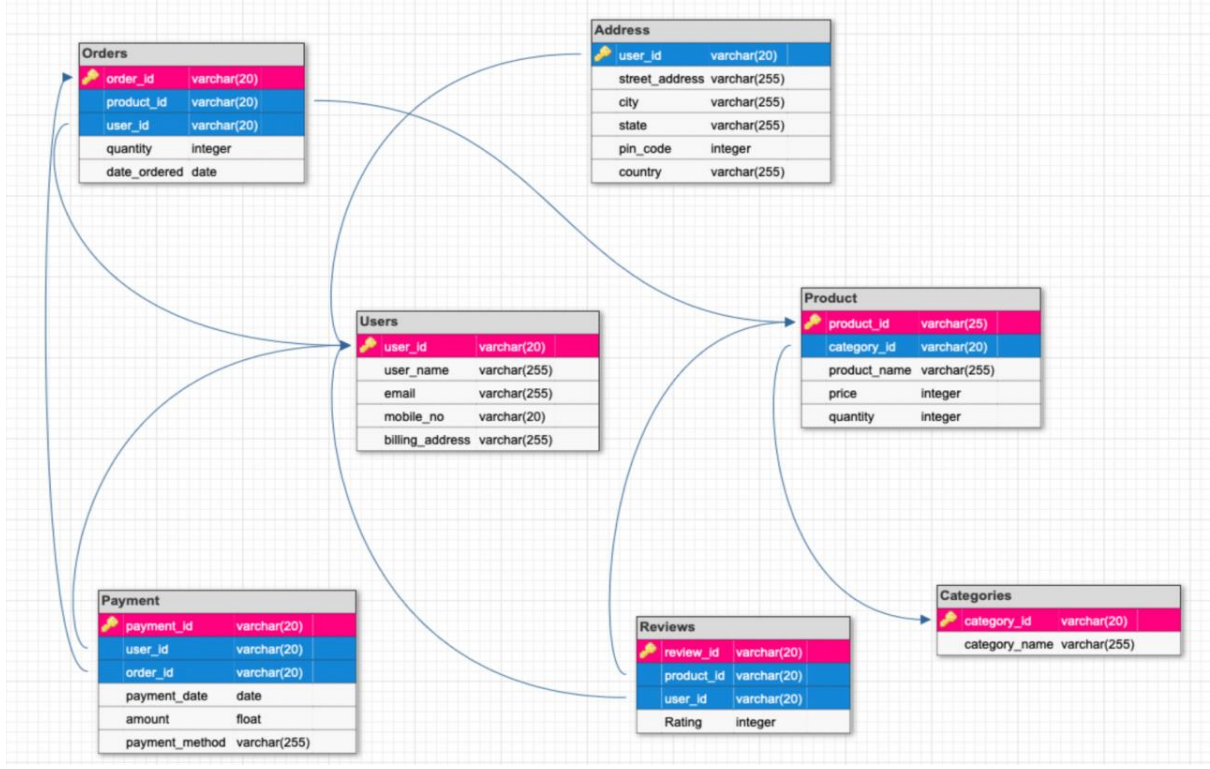 Orders
order_id varchar(20)
product_id varchar(20)
user_id varchar(20)
quantity integer
date_ordered date
Address
user_id varchar(20)
street_address varchar(255)
city varchar(255)
state varchar(255)
pin_code integer
country varchar(255)
Users
user_id varchar(20)
user_name varchar(255)
email varchar(255)
mobile_no varchar(20)
billing_address varchar(255)
Product
product_id varchar(25)
category_id varchar(20)
product_name varchar(255)
price integer
quantity integer
Payment
payment_id varchar(20)
user_id varchar(20)
order_id varchar(20)
payment_date date
amount float
payment_method varchar(255)
Reviews
review_id varchar(20)
product_id varchar(20)
user_id varchar(20)
Rating integer
Categories
category_id varchar(20)
category_name varchar(255)